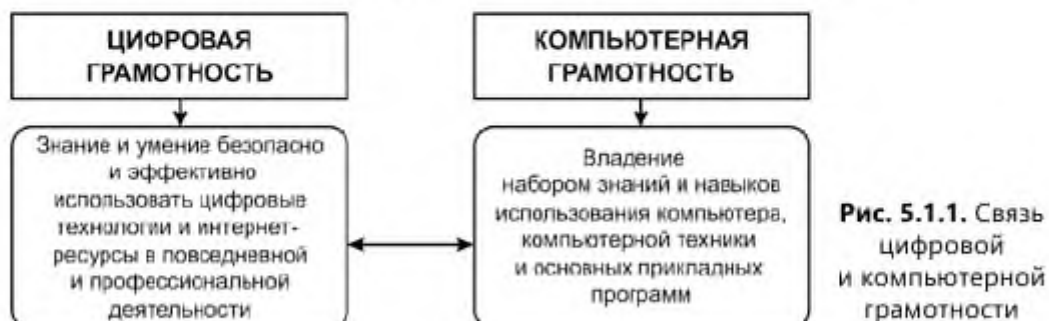 ЦИФРОВАЯ
ГРАМОТНОСТЬ
Знание и умение безопасно
и эффективно
использовать цифровые
технологии и интернет-
ресурсы в повседневной
и профессиональной
деятельности
КОМПЬЮТЕРНАЯ
ГРАМОТНОСТЬ
Владение
набором знаний и навыков
использования компьютера,
компьютерной техники
и основных прикладных
программ
Рис. 5.1.1. Связь
цифровой
и компьютерной
грамотности